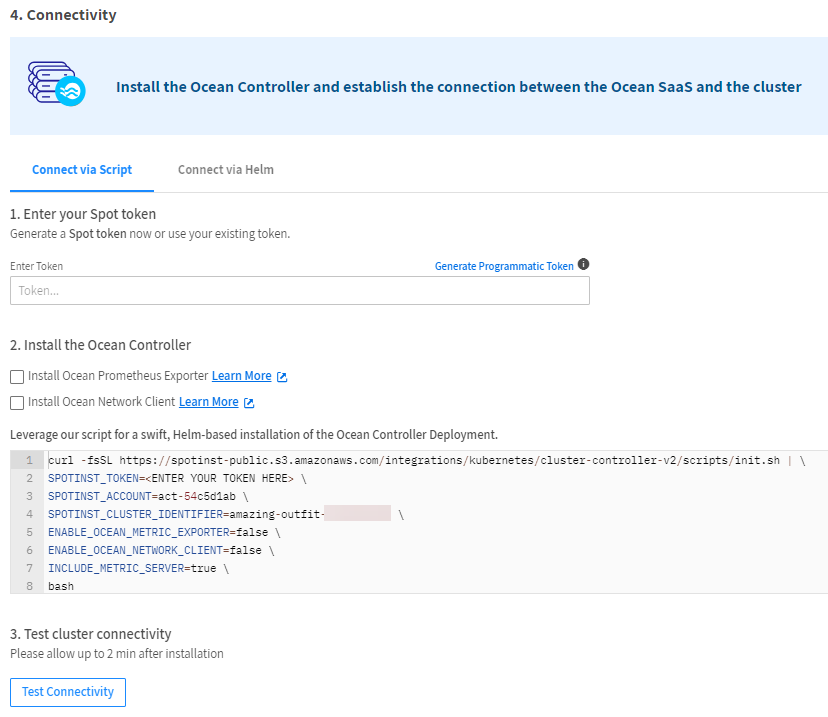 4. Connectivity
Install the Ocean Controller and establish the connection between the Ocean SaaS and the cluster
Connect via Script Connect via Helm
1. Enter your Spot token
Generate a Spot token now or use your existing token.
Enter Token Generate Programmatic Token
Token...
2. Install the Ocean Controller
Install Ocean Prometheus Exporter Learn More
Install Ocean Network Client Learn More
Leverage our script for a swift, Helm-based installation of the Ocean Controller Deployment.
1 curl -fsSL https://spotinst-public.s3.amazonaws.com/integrations/kubernetes/cluster-controller-v2/scripts/init.sh | \
2 SPOTINST_TOKEN=<ENTER YOUR TOKEN HERE> \
3 SPOTINST_ACCOUNT=act-54c5d1ab \
4 SPOTINST_CLUSTER_IDENTIFIER=amazing-outfit- \
5 ENABLE_OCEAN_METRIC_EXPORTER=false \
6 ENABLE_OCEAN_NETWORK_CLIENT=false \
7 INCLUDE_METRIC_SERVER=true \
8 bash
3. Test cluster connectivity
Please allow up to 2 min after installation
Test Connectivity